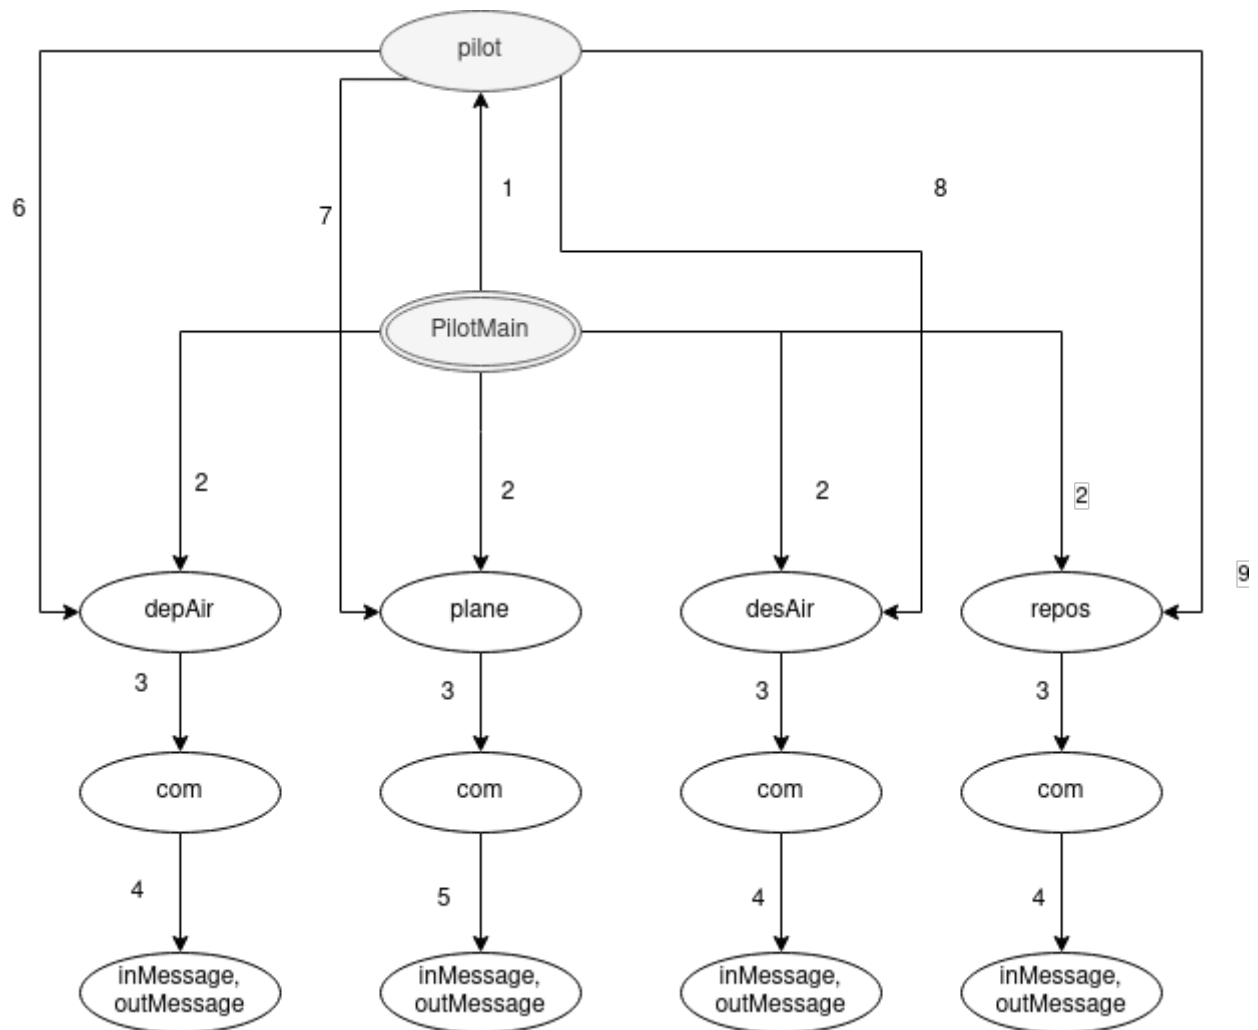 pilot
6
7
1
8
PilotMain
2
2
2
2
9
depAir
plane
desAir
repos
3
3
3
3
com
com
com
com
4
5
4
4
inMessage,
outMessage
inMessage,
outMessage
inMessage,
outMessage
inMessage,
outMessage